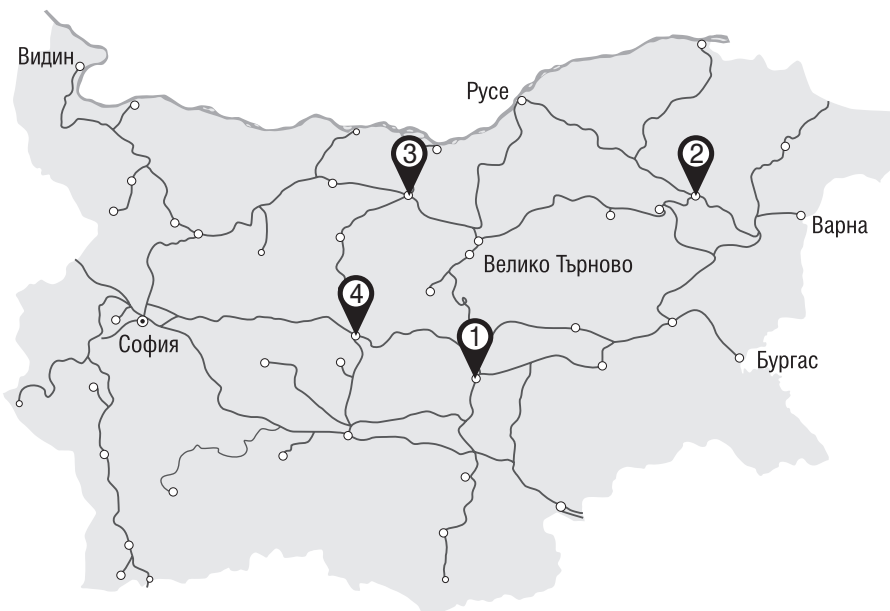 Видин
Русе
3
2
Варна
Велико Търново
4
1
София
Бургас